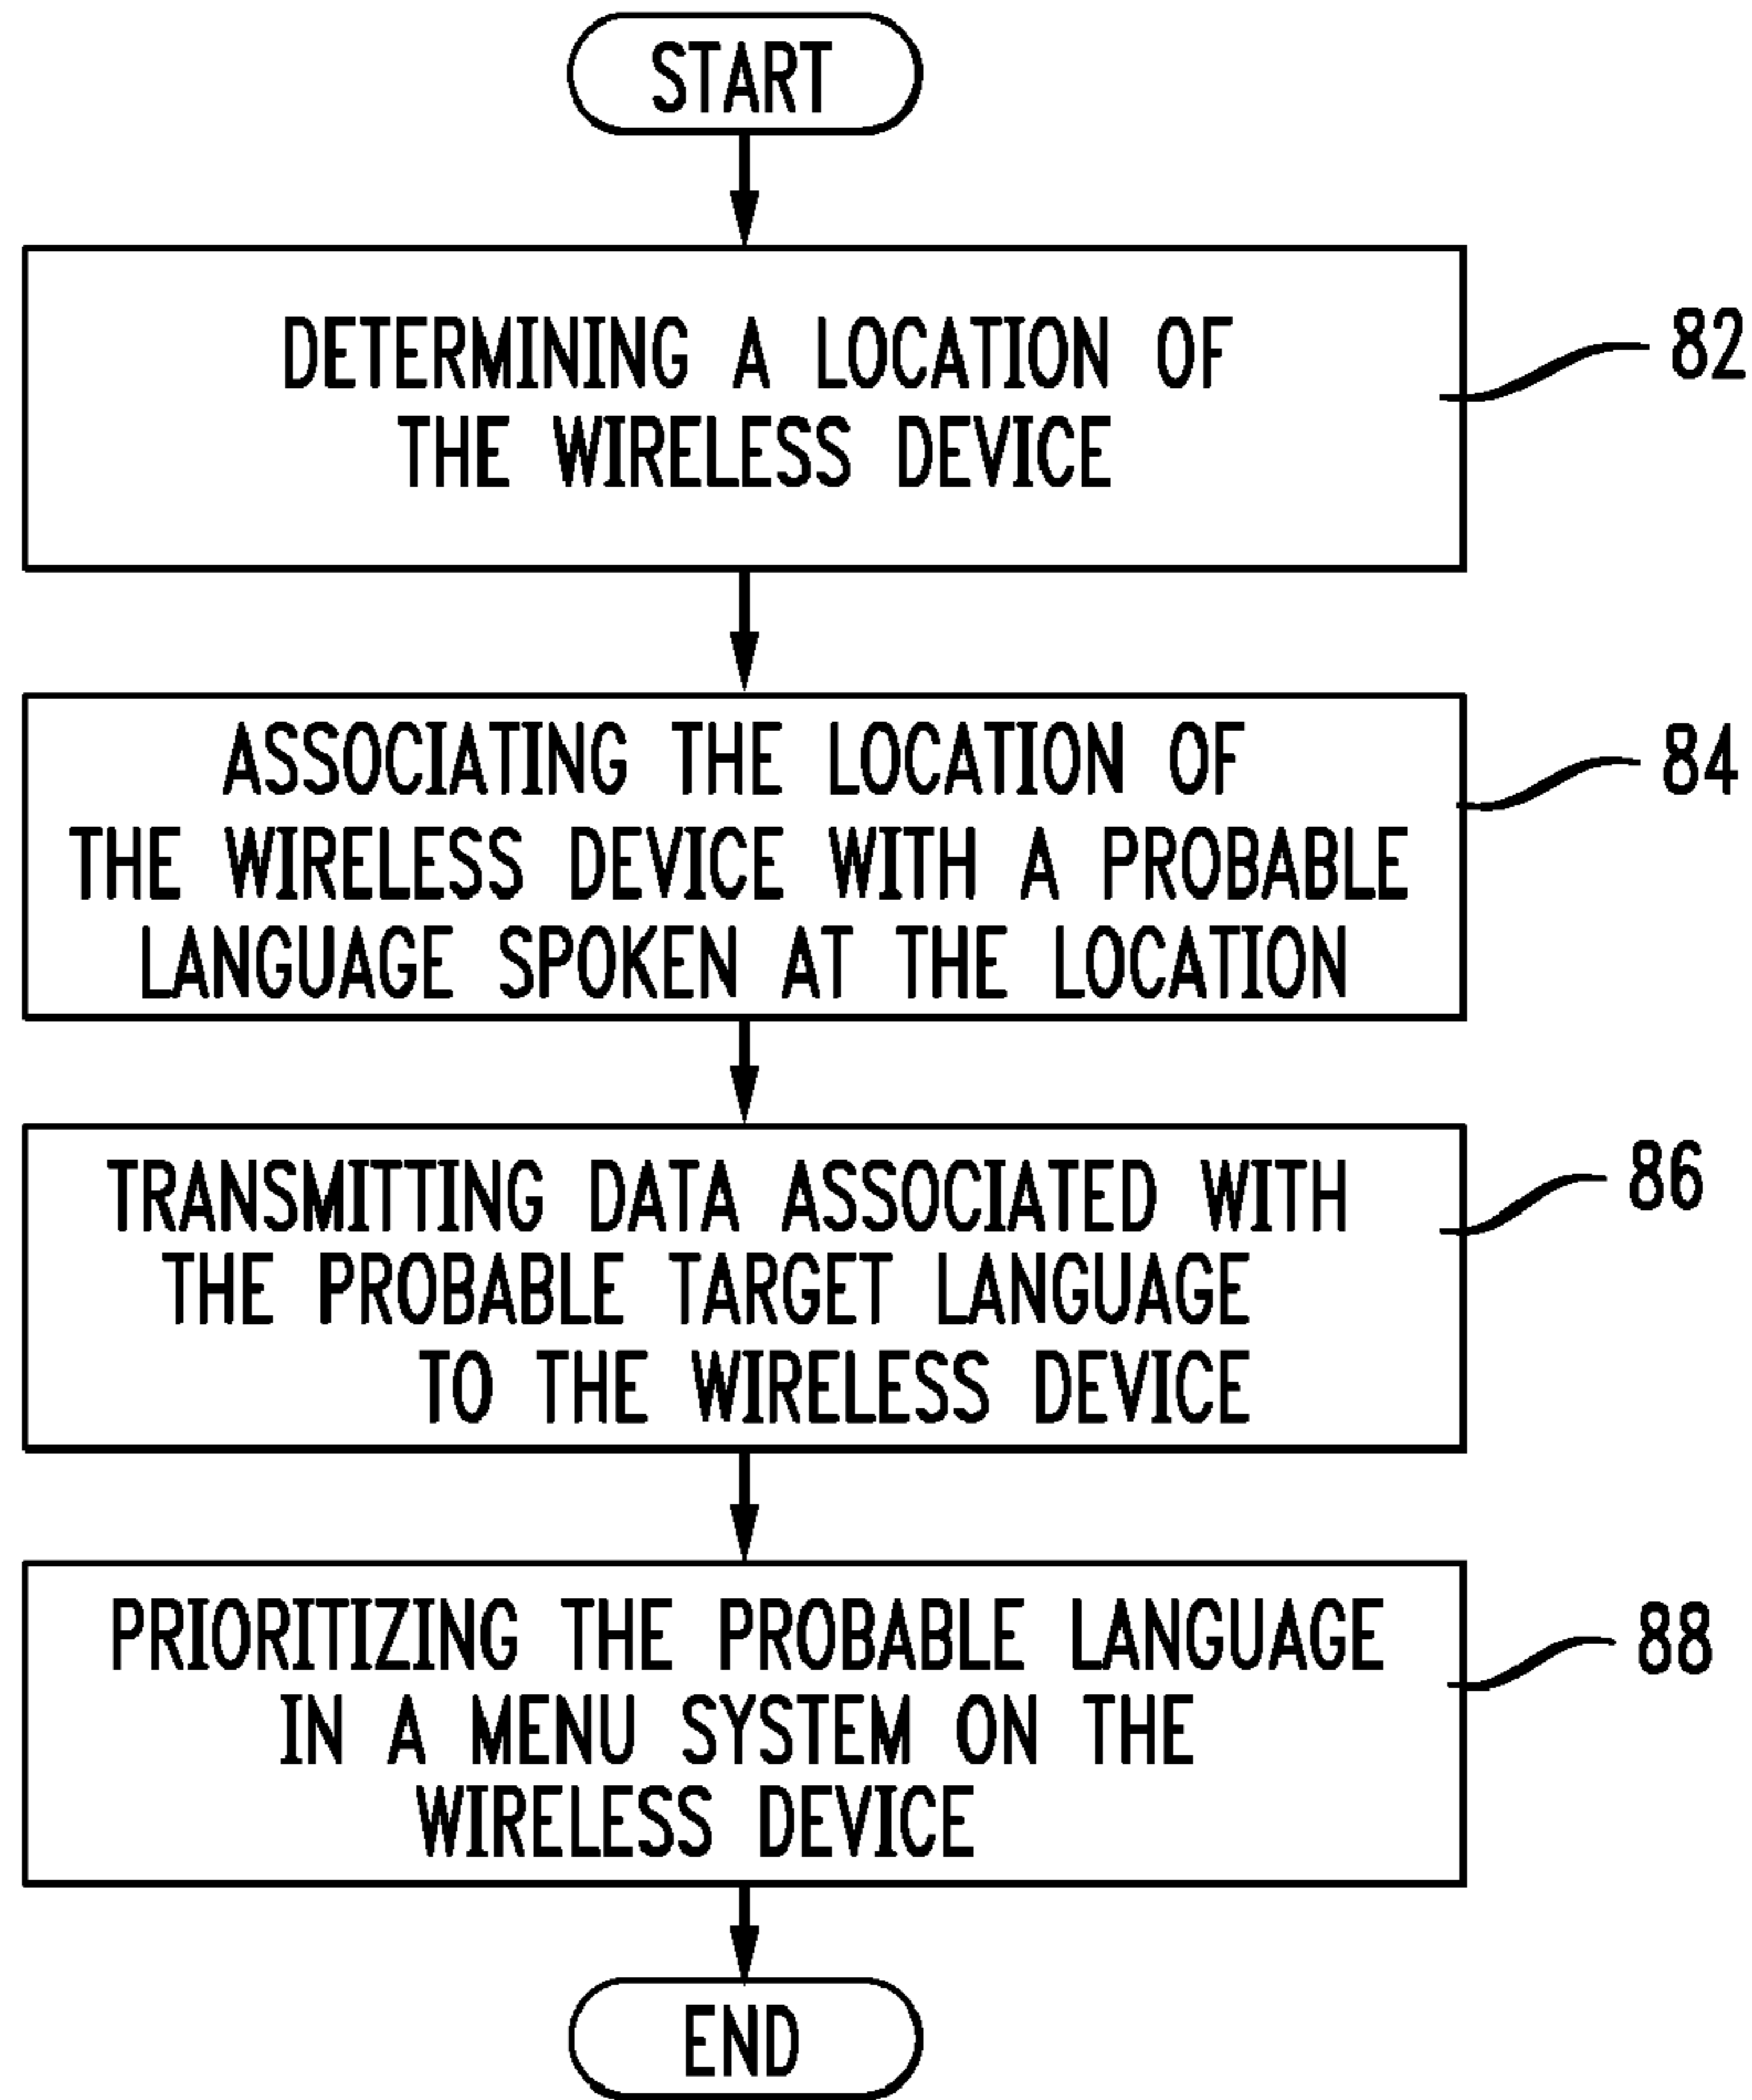 START
DETERMINING A LOCATION OF
THE WIRELESS DEVICE
82
ASSOCIATING THE LOCATION OF
THE WIRELESS DEVICE WITH A PROBABLE
LANGUAGE SPOKEN AT THE LOCATION
84
TRANSMITTING DATA ASSOCIATED WITH
THE PROBABLE TARGET LANGUAGE
TO THE WIRELESS DEVICE
86
PRIORITIZING THE PROBABLE LANGUAGE
IN A MENU SYSTEM ON THE
WIRELESS DEVICE
88
END